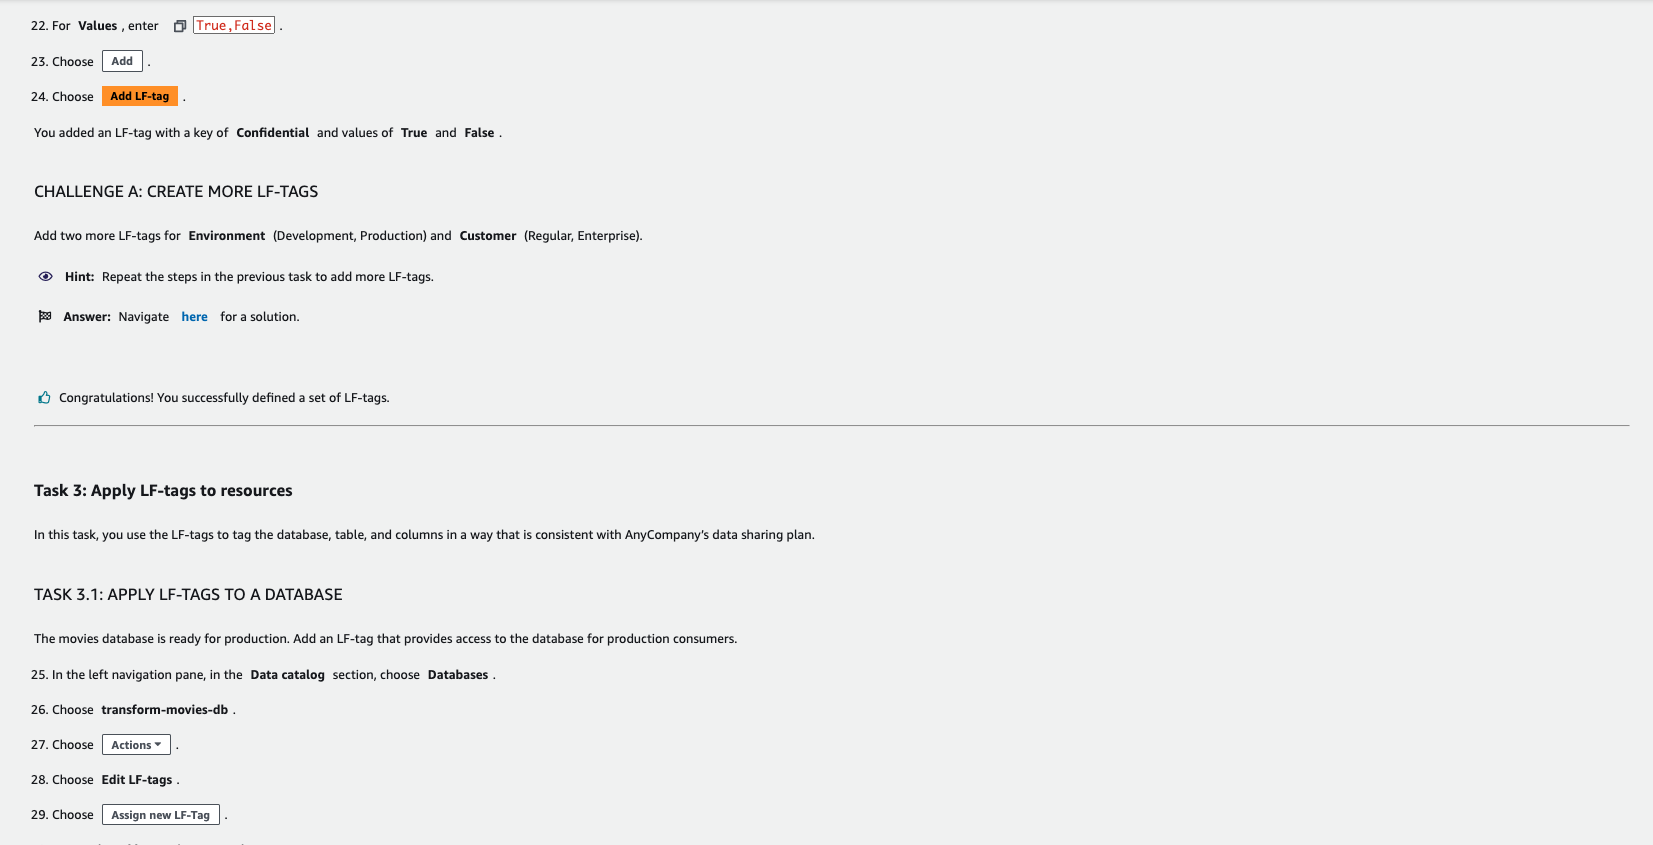 22. For Values , enter True,False .
23. Choose Add .
24. Choose Add LF-tag .
You added an LF-tag with a key of Confidential and values of True and False .
CHALLENGE A: CREATE MORE LF-TAGS
Add two more LF-tags for Environment (Development, Production) and Customer (Regular, Enterprise).
Hint: Repeat the steps in the previous task to add more LF-tags.
Answer: Navigate here for a solution.
Congratulations! You successfully defined a set of LF-tags.
Task 3: Apply LF-tags to resources
In this task, you use the LF-tags to tag the database, table, and columns in a way that is consistent with AnyCompany’s data sharing plan.
TASK 3.1: APPLY LF-TAGS TO A DATABASE
The movies database is ready for production. Add an LF-tag that provides access to the database for production consumers.
25. In the left navigation pane, in the Data catalog section, choose Databases .
26. Choose transform-movies-db .
27. Choose Actions .
28. Choose Edit LF-tags .
29. Choose Assign new LF-Tag .